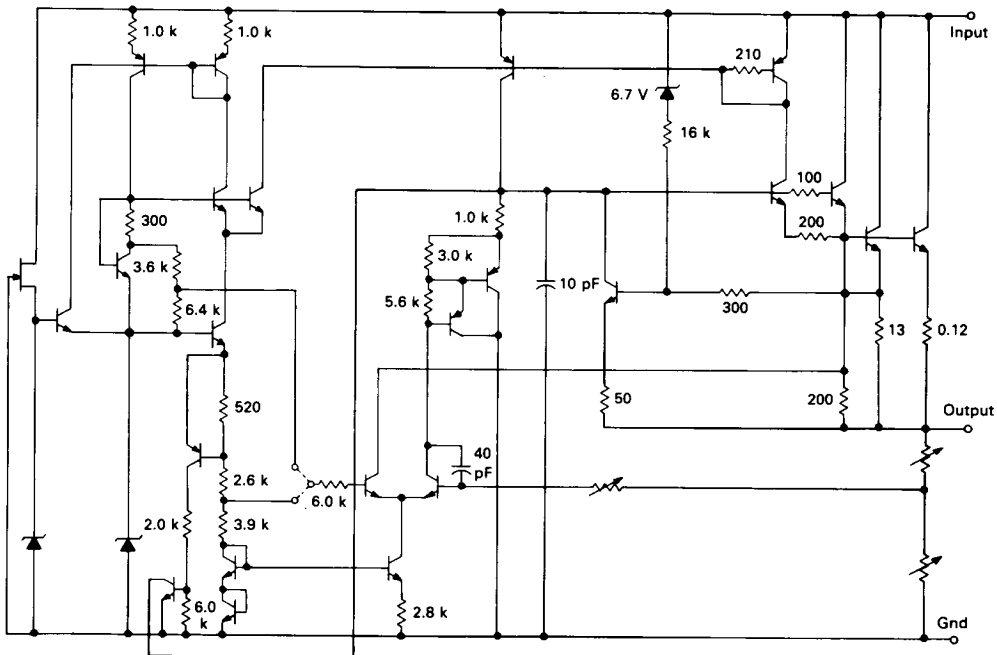 1.0 k
1.0 k
Input
210
6.7 V
16 k
100
300
1.0 k
200
3.6 k
3.0 k
10 pF
6.4 k
5.6 k
300
13
0.12
520
50
200
Output
40
pF
2.6 k
6.0 k
2.0 k
3.9 k
6.0
k
2.8 k
Gnd